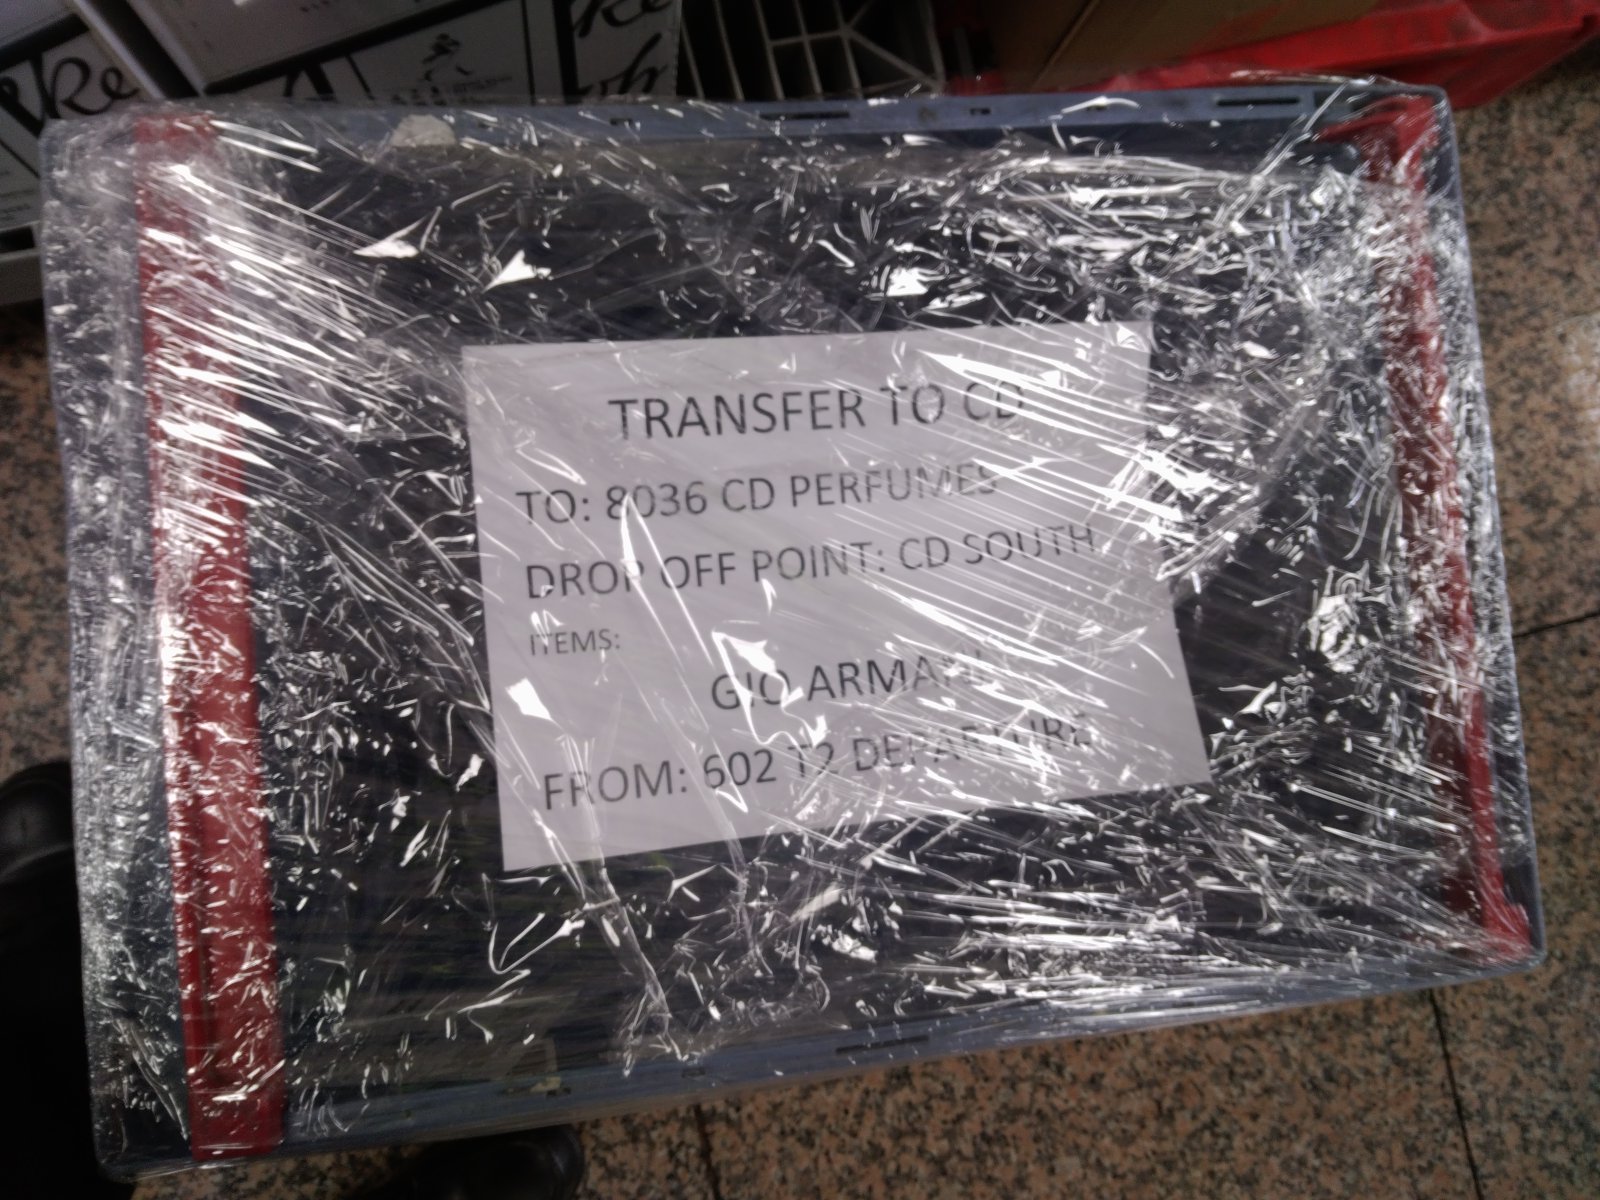 TRANSFER TO CD
TO: 8036 CD PERFUMES
DROP OFF POINT: CD SOUTH
ITEMS:
GIO ARMANI
FROM: 602 T2 DEPARTURE